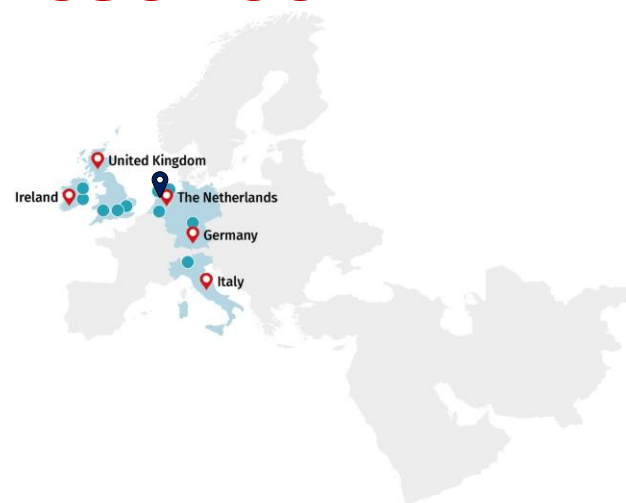 United Kingdom
Ireland
The Netherlands
Germany
Italy